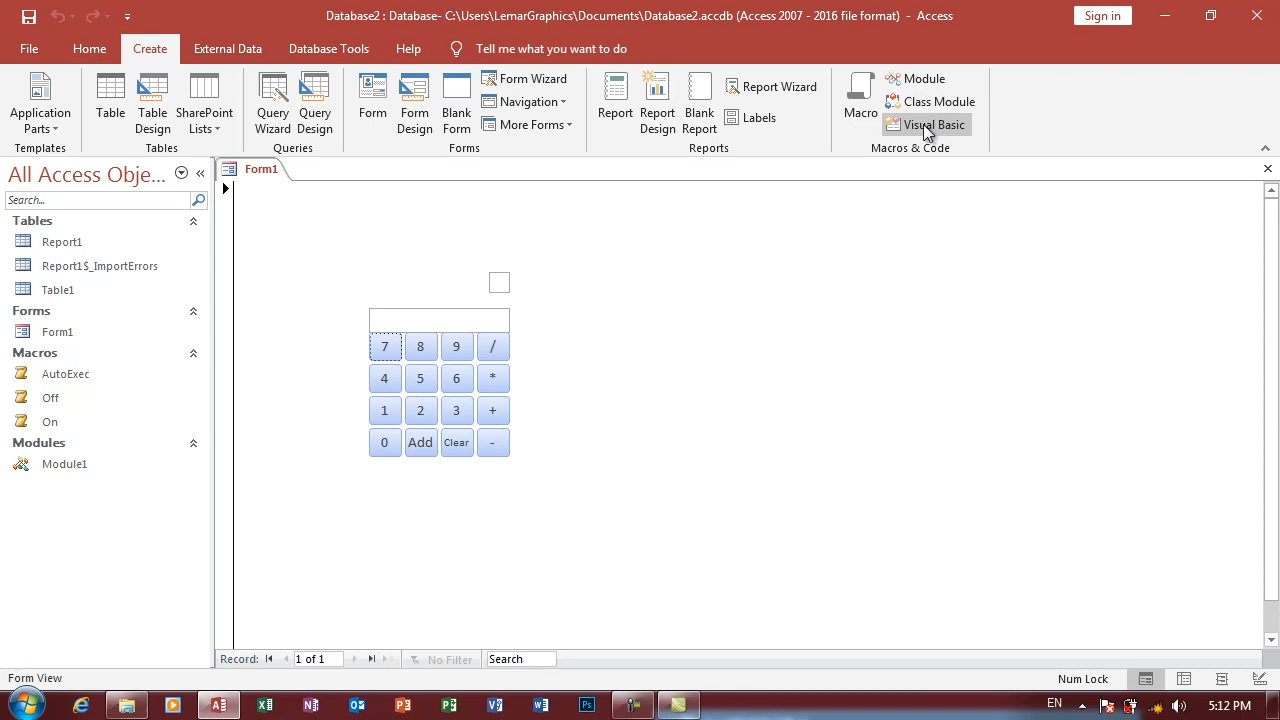 Database2 : Database- C:\Users\LemarGraphics\Documents\Database2.accdb (Access 2007 - 2016 file format) - Access
Sign in
File Home Create External Data Database Tools Help Tell me what you want to do
Application Parts
Templates
Table
Table Design
SharePoint Lists
Tables
Query Wizard
Query Design
Queries
Form
Form Design
Blank Form
Form Wizard
Navigation
More Forms
Forms
Report
Report Design
Blank Report
Report Wizard
Labels
Reports
Macro
Module
Class Module
Visual Basic
Macros & Code
All Access Obje...
Search...
Tables
Report1
Report1$_ImportErrors
Table1
Forms
Form1
Macros
AutoExec
Off
On
Modules
Module1
Form1
7 8 9 /
4 5 6 *
1 2 3 +
0 Add Clear -
Record: 1 of 1 No Filter Search
Form View
Num Lock
EN
5:12 PM